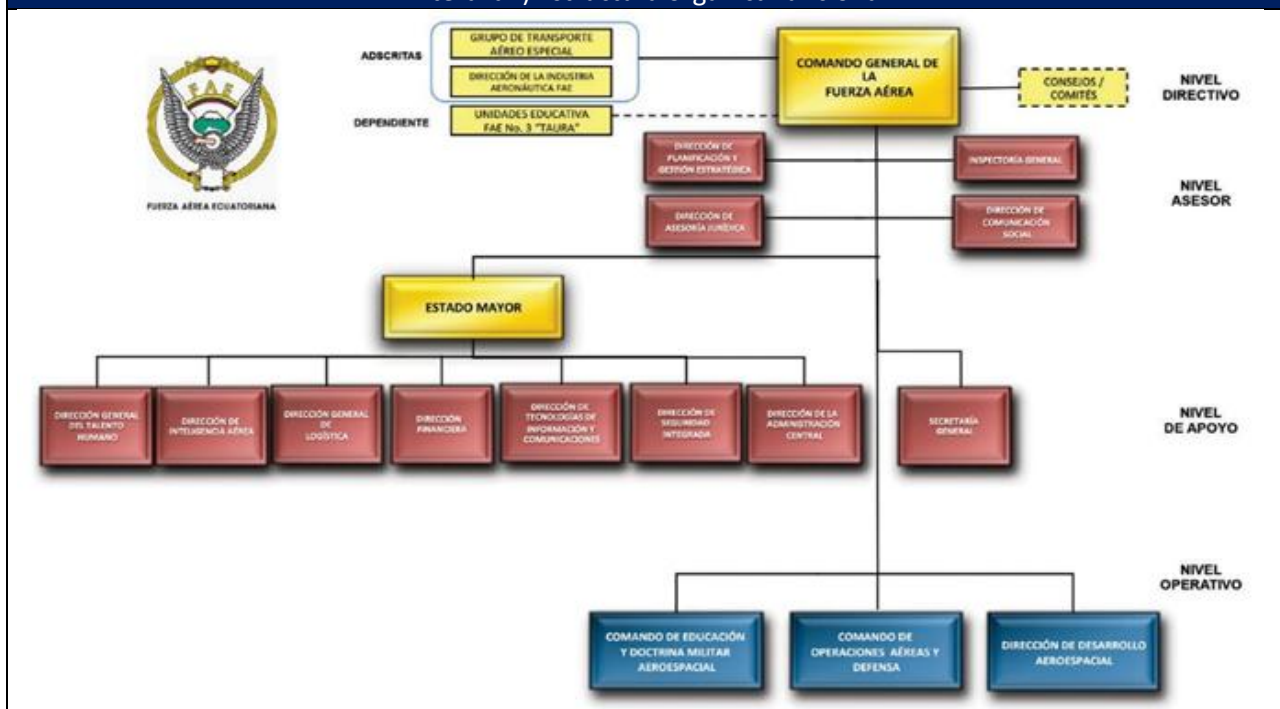 ADSCRITAS
GRUPO DE TRANSPORTE
AÉREO ESPECIAL
DIRECCIÓN DE LA INDUSTRIA
AERONÁUTICA FAE
DEPENDIENTE
UNIDADES EDUCATIVA
FAE No. 3 "TAURA"
COMANDO GENERAL DE
LA
FUERZA AÉREA
CONSEJOS /
COMITÉS
NIVEL
DIRECTIVO
FAE
FUERZA AÉREA ECUATORIANA
DIRECCIÓN DE
PLANIFICACIÓN Y
GESTIÓN ESTRATÉGICA
INSPECTORÍA GENERAL
DIRECCIÓN DE
ASESORÍA JURÍDICA
DIRECCIÓN DE
COMUNICACIÓN
SOCIAL
NIVEL
ASESOR
ESTADO MAYOR
DIRECCIÓN GENERAL
DEL TALENTO
HUMANO
DIRECCIÓN DE
INTELIGENCIA AÉREA
DIRECCIÓN GENERAL
DE
LOGÍSTICA
DIRECCIÓN
FINANCIERA
DIRECCIÓN DE
TECNOLOGÍAS DE
INFORMACIÓN Y
COMUNICACIONES
DIRECCIÓN DE
SEGURIDAD
INTEGRADA
DIRECCIÓN DE LA
ADMINISTRACIÓN
CENTRAL
SECRETARÍA
GENERAL
NIVEL
DE APOYO
NIVEL
OPERATIVO
COMANDO DE EDUCACIÓN
Y DOCTRINA MILITAR
AEROESPACIAL
COMANDO DE
OPERACIONES AÉREAS Y
DEFENSA
DIRECCIÓN DE DESARROLLO
AEROESPACIAL